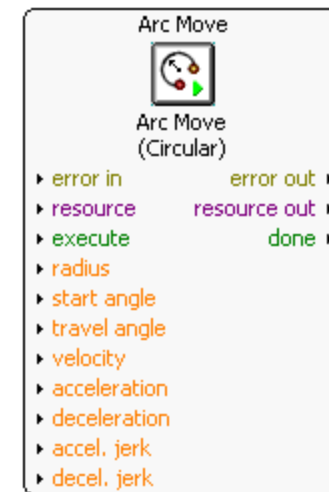 Arc Move
Arc Move
(Circular)
error in error out
resource resource out
execute done
radius
start angle
travel angle
velocity
acceleration
deceleration
accel. jerk
decel. jerk